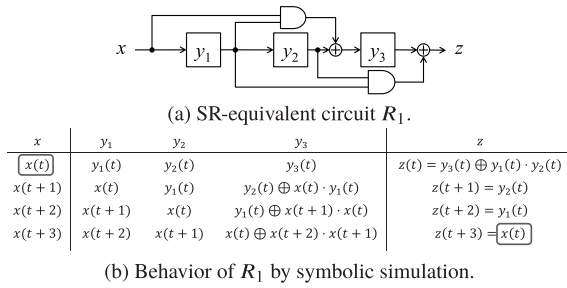 x y₁ y₂ y₃ z
(a) SR-equivalent circuit R₁.
x y₁ y₂ y₃ z
x(t) y₁(t) y₂(t) y₃(t) z(t) = y₃(t) ⊕ y₁(t) · y₂(t)
x(t + 1) x(t) y₁(t) y₂(t) ⊕ x(t) · y₁(t) z(t + 1) = y₂(t)
x(t + 2) x(t + 1) x(t) y₁(t) ⊕ x(t + 1) · x(t) z(t + 2) = y₁(t)
x(t + 3) x(t + 2) x(t + 1) x(t) ⊕ x(t + 2) · x(t + 1) z(t + 3) = x(t)
(b) Behavior of R₁ by symbolic simulation.